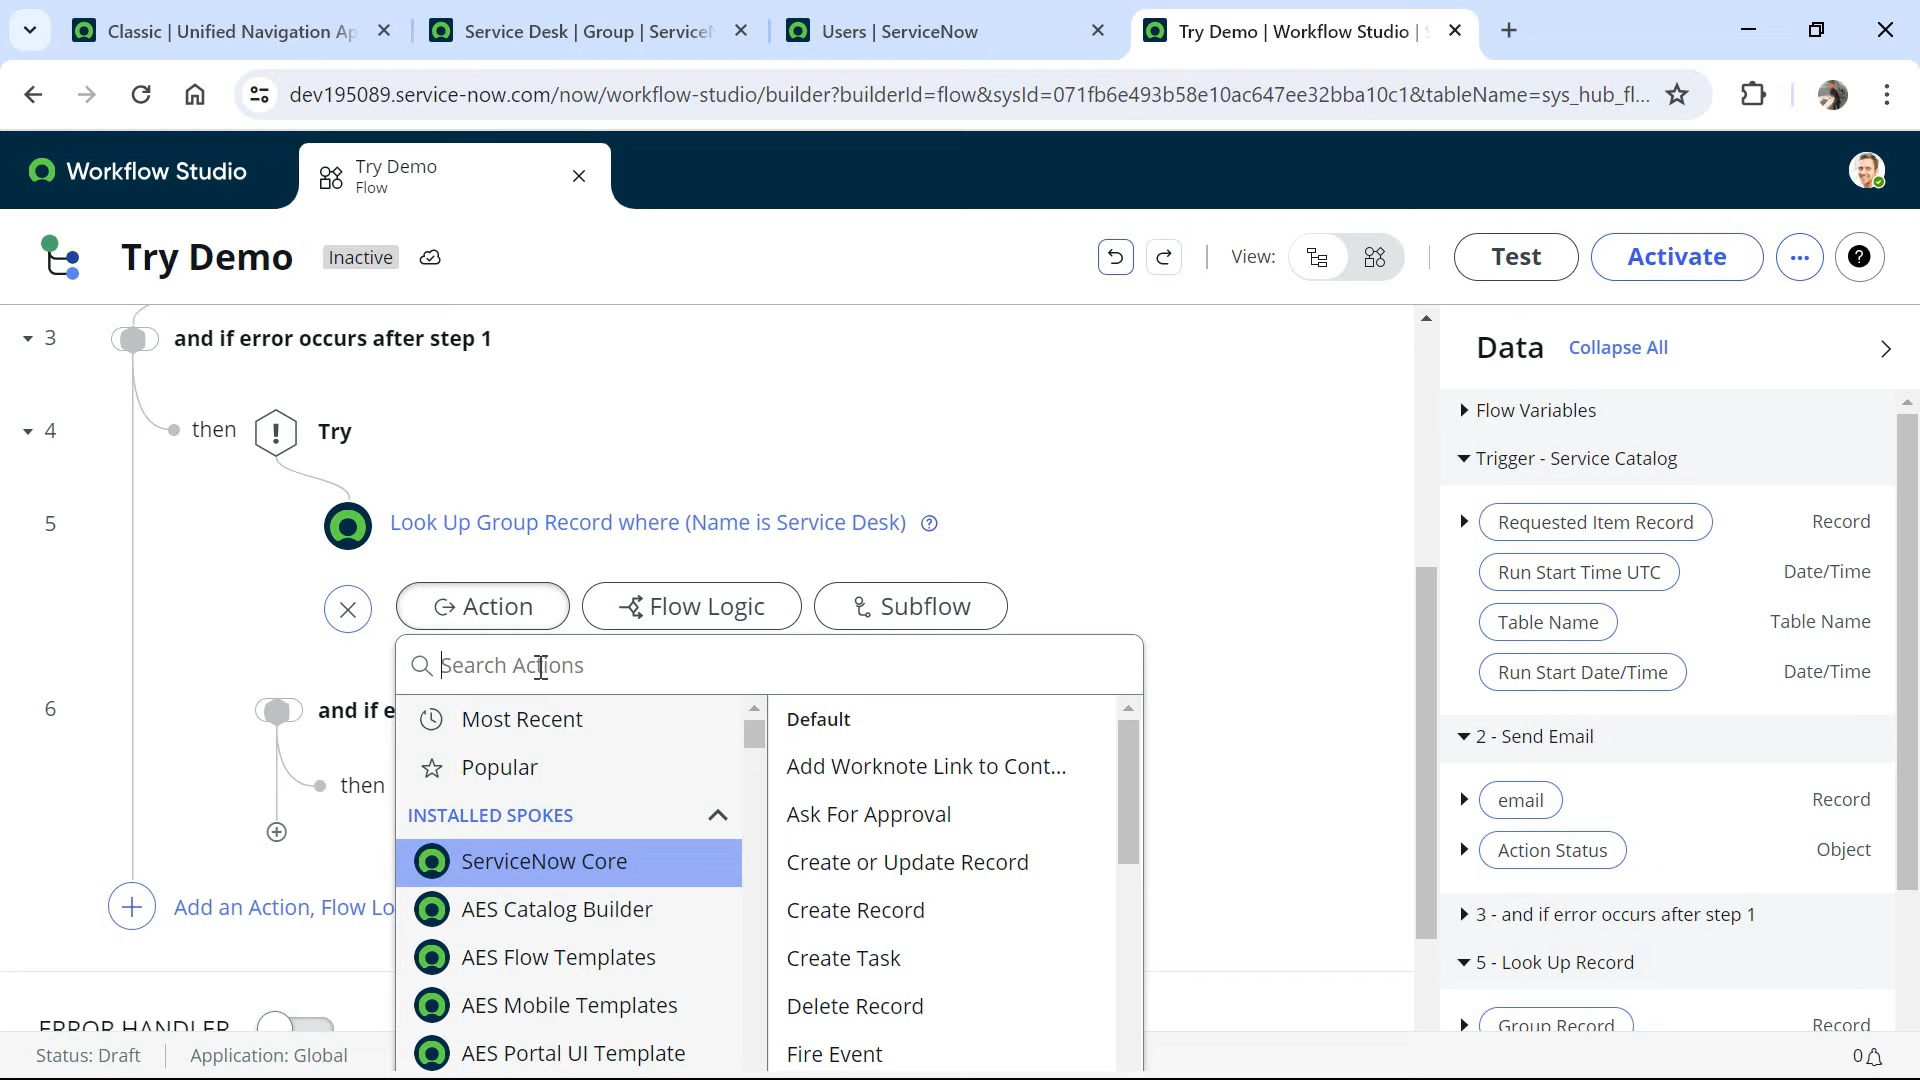 Classic | Unified Navigation Ap
Service Desk | Group | Service
Users | ServiceNow
Try Demo | Workflow Studio |
dev195089.service-now.com/now/workflow-studio/builder?builderId=flow&sysId=071fb6e493b58e10ac647ee32bba10c1&tableName=sys_hub_fl...
Workflow Studio
Try Demo
Flow
Try Demo
Inactive
View:
Test
Activate
3
and if error occurs after step 1
4
then
Try
5
Look Up Group Record where (Name is Service Desk)
Action
Flow Logic
Subflow
Search Actions
Most Recent
Popular
INSTALLED SPOKES
ServiceNow Core
AES Catalog Builder
AES Flow Templates
AES Mobile Templates
AES Portal UI Template
Default
Add Worknote Link to Cont...
Ask For Approval
Create or Update Record
Create Record
Create Task
Delete Record
Fire Event
6
and if e
then
Add an Action, Flow Lo
ERROR HANDLER
Status: Draft
Application: Global
Data
Collapse All
Flow Variables
Trigger - Service Catalog
Requested Item Record
Record
Run Start Time UTC
Date/Time
Table Name
Table Name
Run Start Date/Time
Date/Time
2 - Send Email
email
Record
Action Status
Object
3 - and if error occurs after step 1
5 - Look Up Record
Group Record
Record
0